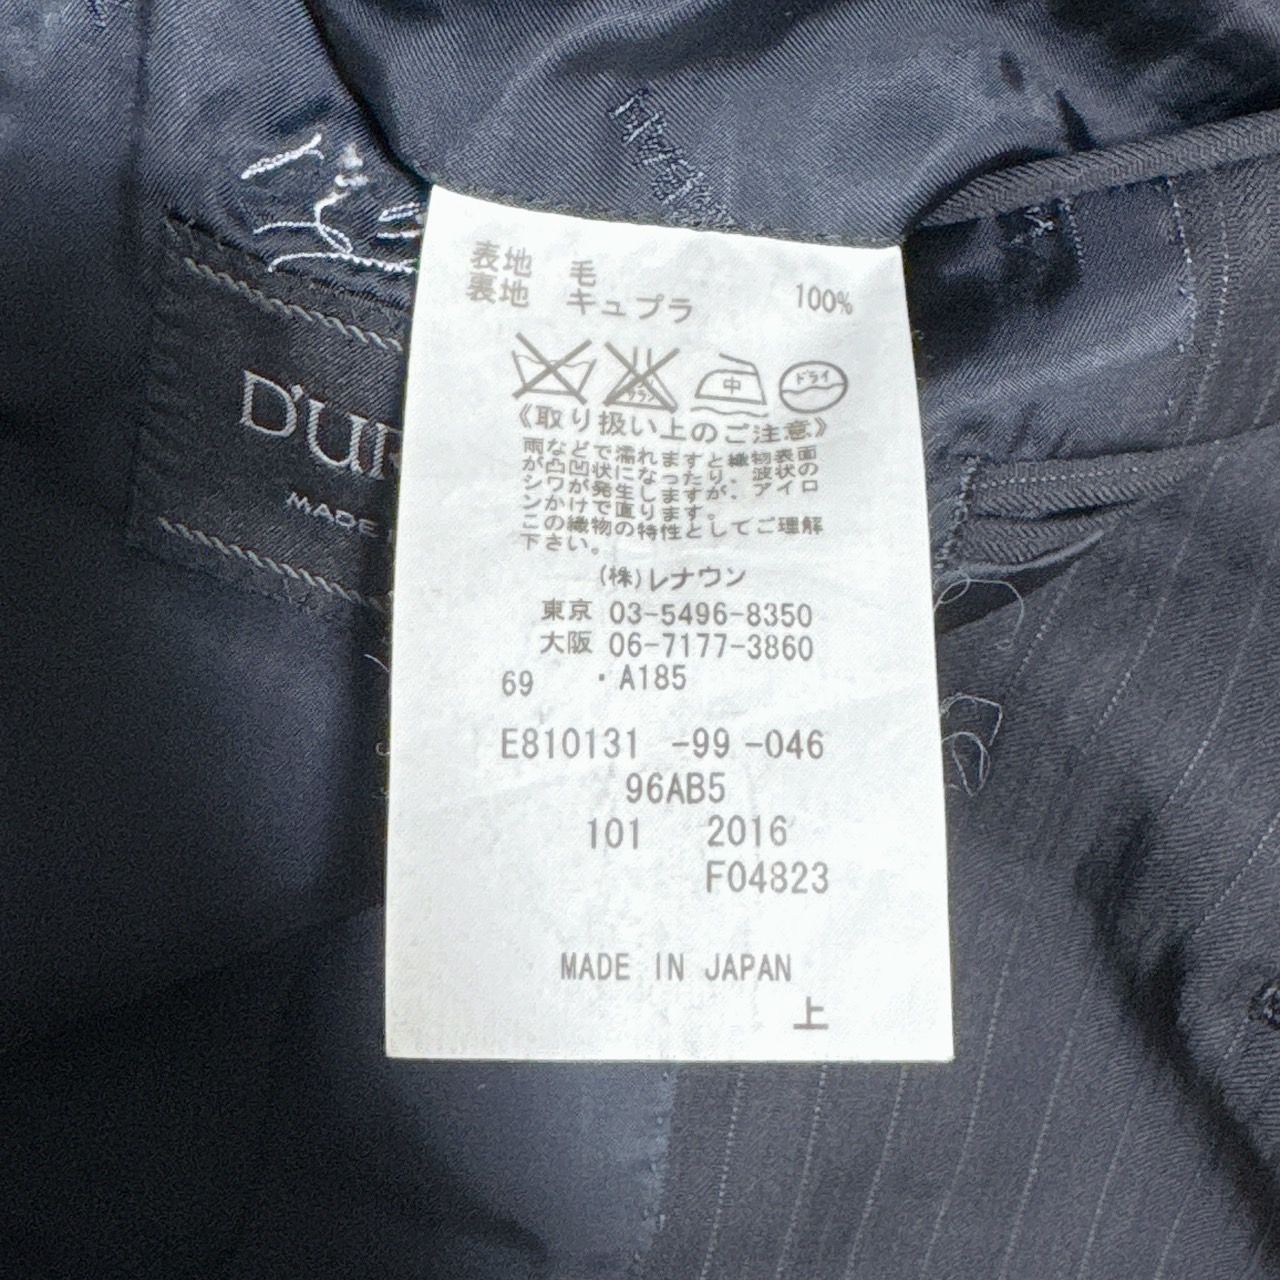 表地 毛
裏地 キュプラ 100%
中 ドライ
《取り扱い上のご注意》
雨などで濡れますと織物表面
が凸凹状になったり、波状の
シワが発生しますが、アイロ
ンかけで直ります。
この織物の特性としてご理解
下さい。
(株)レナウン
東京 03-5496-8350
大阪 06-7177-3860
69 ・A185
E810131 -99 -046
96AB5
101 2016
F04823
MADE IN JAPAN
上
D'UR
MADE